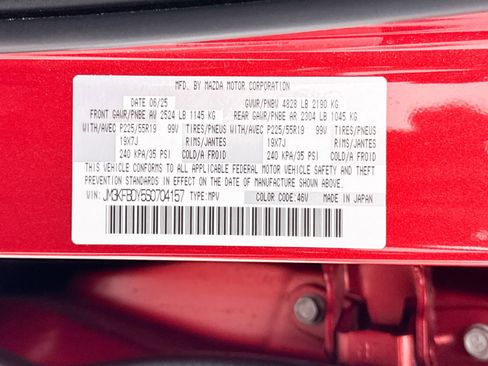 MFD. BY MAZDA MOTOR CORPORATION
DATE 06/25 GVWR/PNBV 4828 LB 2190 KG
FRONT GAWR/PNBE AV 2524 LB 1145 KG REAR GAWR/PNBE AR 2304 LB 1045 KG
WITH/AVEC P225/55R19 99V TIRES/PNEUS WITH/AVEC P225/55R19 99V TIRES/PNEUS
19X7J RIMS/JANTES 19X7J RIMS/JANTES
240 KPA/35 PSI COLD/A FROID 240 KPA/35 PSI COLD/A FROID
THIS VEHICLE CONFORMS TO ALL APPLICABLE FEDERAL MOTOR VEHICLE SAFETY AND THEFT
PREVENTION STANDARDS IN EFFECT ON THE DATE OF MANUFACTURE SHOWN ABOVE.
VIN: JM3KFBDY5S0704157 TYPE:MPV COLOR CODE:46V MADE IN JAPAN